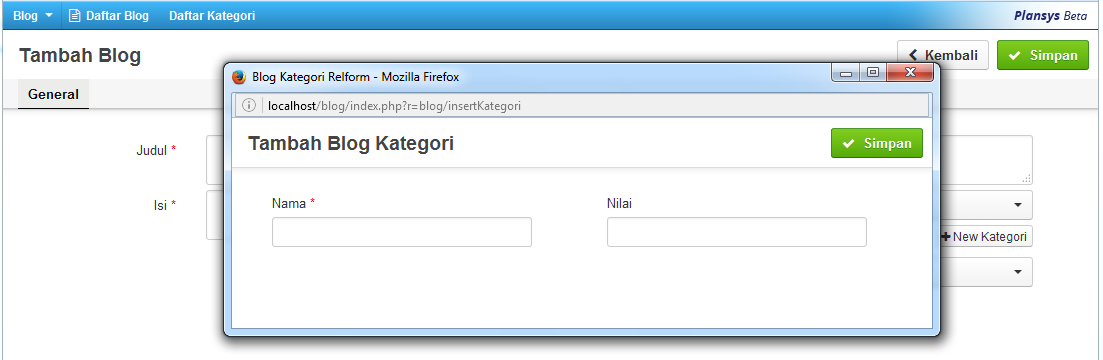 Blog Daftar Blog Daftar Kategori Plansys Beta
Tambah Blog Kembali Simpan
General
Blog Kategori Relform - Mozilla Firefox
localhost/blog/index.php?r=blog/insertKategori
Tambah Blog Kategori Simpan
Nama * Nilai
Judul *
Isi *
New Kategori